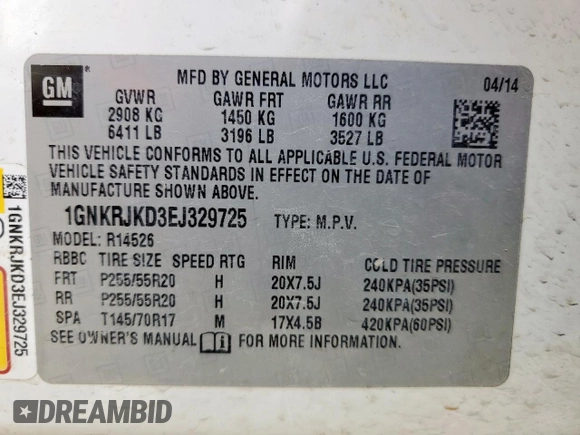 GM
MFD BY GENERAL MOTORS LLC
04/14
GVWR GAWR FRT GAWR RR
2908 KG 1450 KG 1600 KG
6411 LB 3196 LB 3527 LB
THIS VEHICLE CONFORMS TO ALL APPLICABLE U.S. FEDERAL MOTOR
VEHICLE SAFETY STANDARDS IN EFFECT ON THE DATE OF
MANUFACTURE SHOWN ABOVE.
1GNKRJKD3EJ329725 TYPE: M.P.V.
MODEL: R14526
RBBC TIRE SIZE SPEED RTG RIM COLD TIRE PRESSURE
FRT P255/55R20 H 20X7.5J 240KPA(35PSI)
RR P255/55R20 H 20X7.5J 240KPA(35PSI)
SPA T145/70R17 M 17X4.5B 420KPA(60PSI)
SEE OWNER'S MANUAL FOR MORE INFORMATION.
1GNKRJKD3EJ329725
DREAMBID